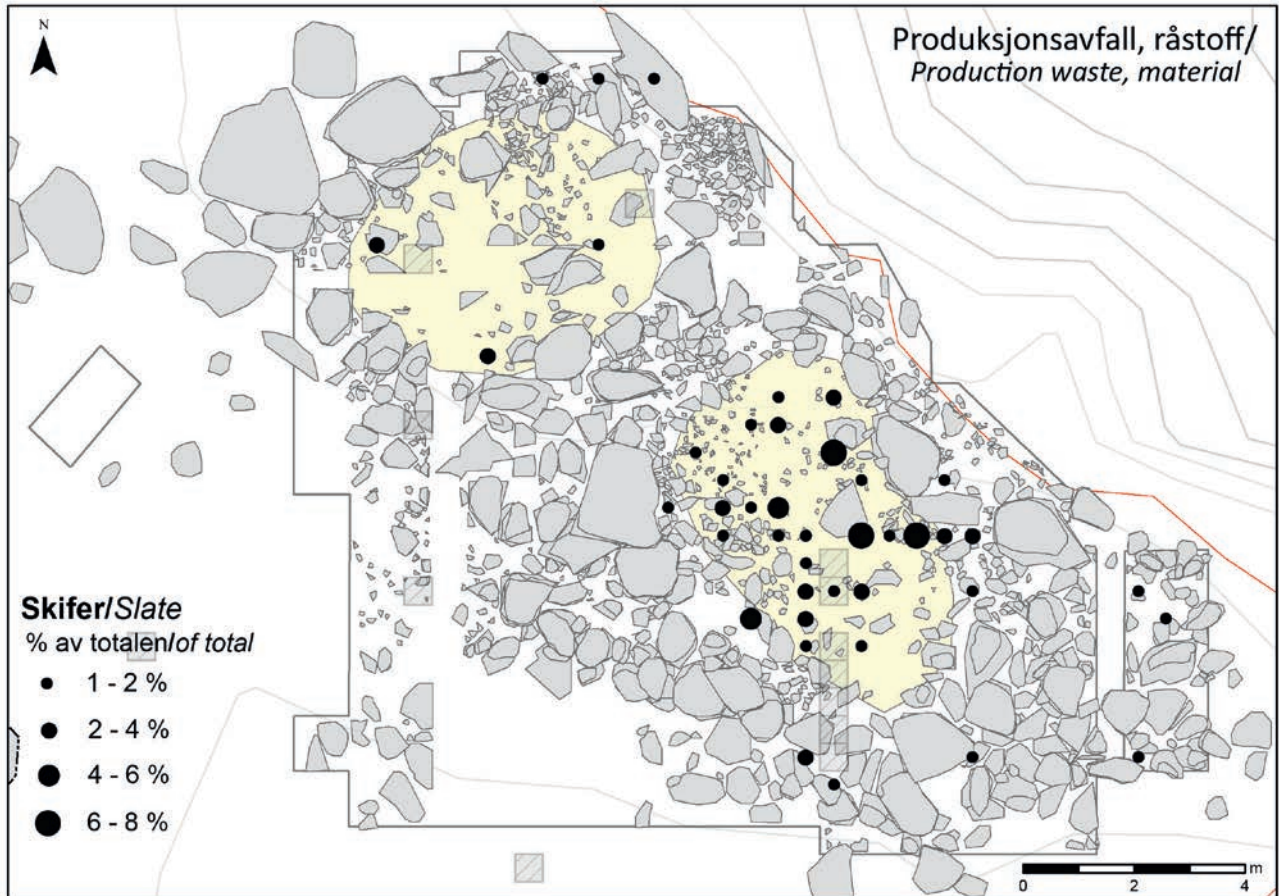 N
Produksjonsavfall, råstoff/
Production waste, material
Skifer/Slate
% av totalen/of total
1 - 2 %
2 - 4 %
4 - 6 %
6 - 8 %
m
0 2 4